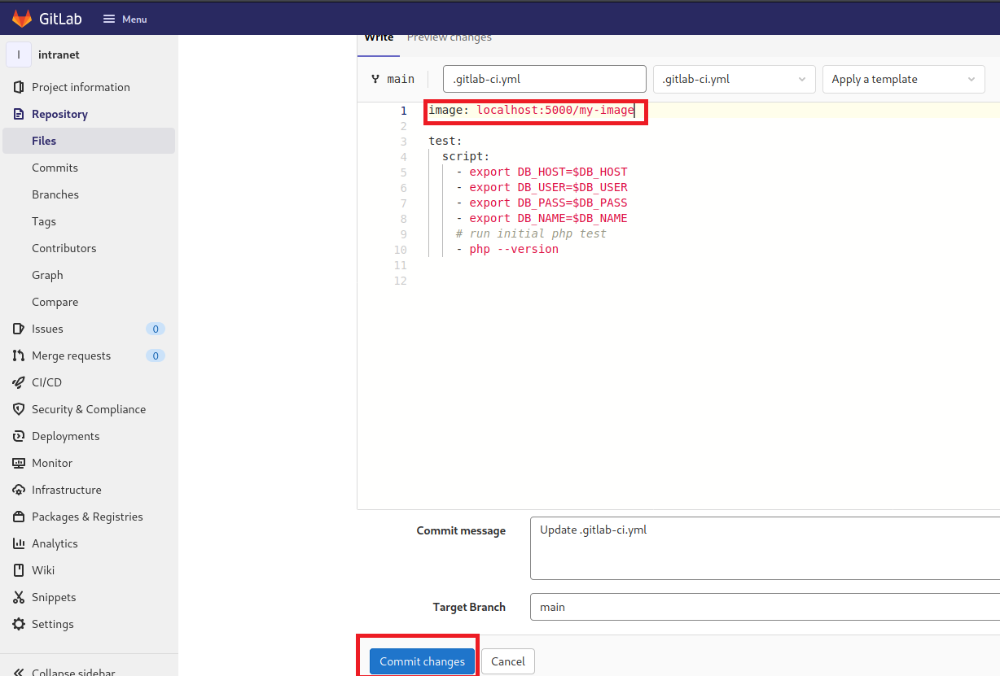 GitLab Menu
I intranet
Project information
Repository
Files
Commits
Branches
Tags
Contributors
Graph
Compare
Issues 0
Merge requests 0
CI/CD
Security & Compliance
Deployments
Monitor
Infrastructure
Packages & Registries
Analytics
Wiki
Snippets
Settings
Collapse sidebar
Write Preview changes
main .gitlab-ci.yml .gitlab-ci.yml Apply a template
1 image: localhost:5000/my-image
2
3 test:
4 script:
5 - export DB_HOST=$DB_HOST
6 - export DB_USER=$DB_USER
7 - export DB_PASS=$DB_PASS
8 - export DB_NAME=$DB_NAME
9 # run initial php test
10 - php --version
11
12
Commit message Update .gitlab-ci.yml
Target Branch main
Commit changes Cancel